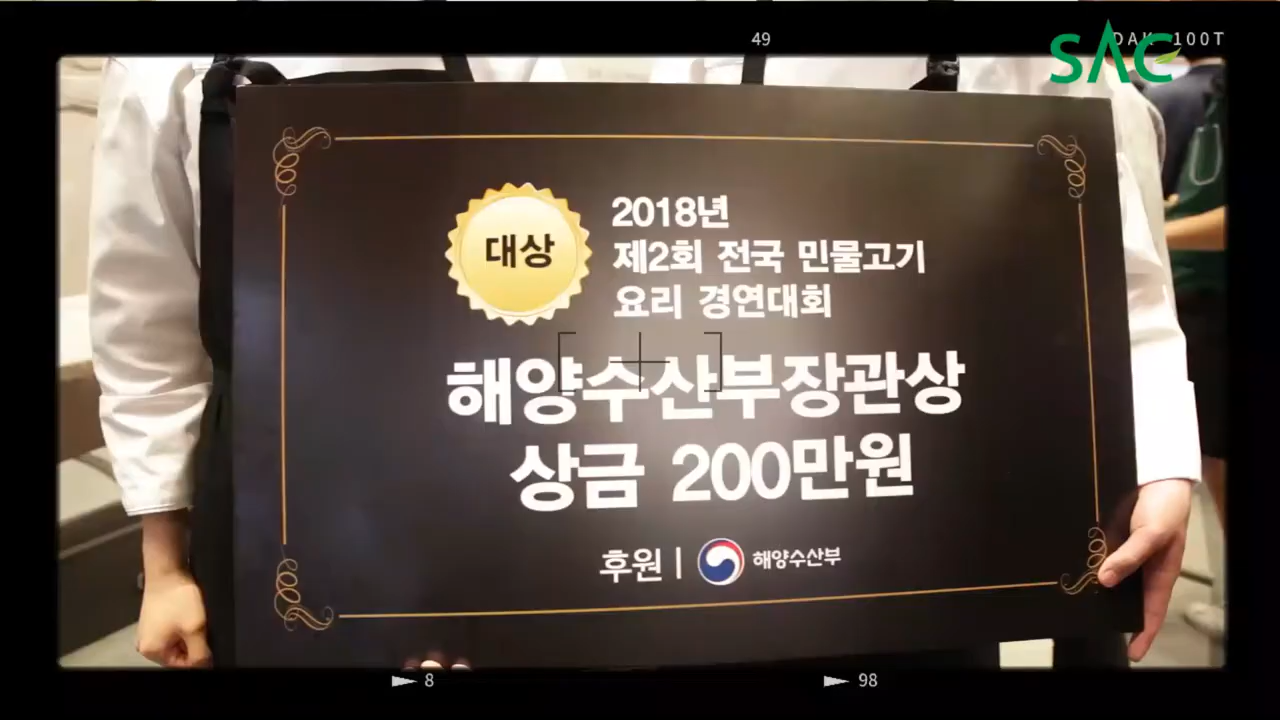 49
SAC
100T
대상
2018년
제2회 전국 민물고기
요리 경연대회
해양수산부장관상
상금 200만원
후원 | 해양수산부
8
98